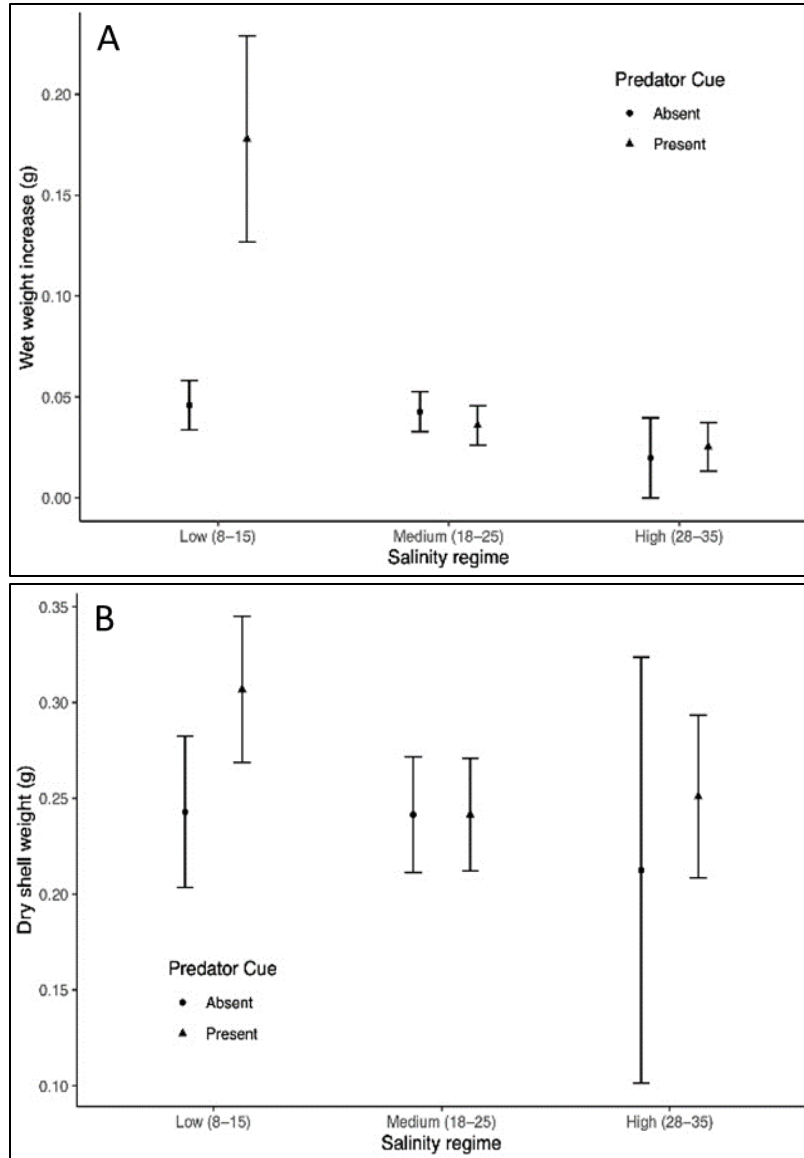 A
Predator Cue
Absent
Present
Wet weight increase (g)
0.20
0.15
0.10
0.05
0.00
Low (8–15) Medium (18–25) High (28–35)
Salinity regime
B
0.35
0.30
0.25
0.20
0.15
0.10
Dry shell weight (g)
Predator Cue
Absent
Present
Low (8–15) Medium (18–25) High (28–35)
Salinity regime